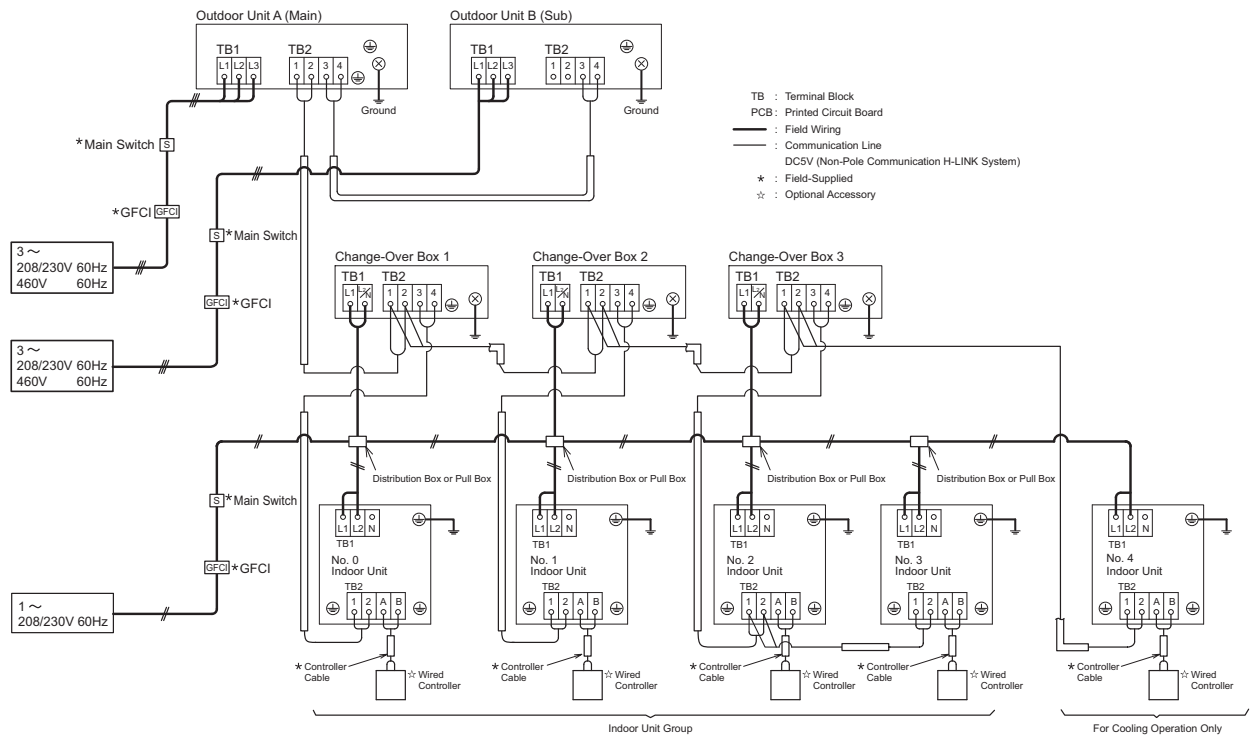 Outdoor Unit A (Main)
Outdoor Unit B (Sub)
TB1 TB2
L1 L2 L3 1 2 3 4
Ground
TB1 TB2
L1 L2 L3 1 2 3 4
Ground
TB : Terminal Block
PCB : Printed Circuit Board
: Field Wiring
: Communication Line
DC5V (Non-Pole Communication H-LINK System)
* : Field-Supplied
☆ : Optional Accessory
*Main Switch S
*GFCI GFCI
3~
208/230V 60Hz
460V 60Hz
S *Main Switch
GFCI *GFCI
3~
208/230V 60Hz
460V 60Hz
Change-Over Box 1
TB1 TB2
L1 L2/N 1 2 3 4
Change-Over Box 2
TB1 TB2
L1 L2/N 1 2 3 4
Change-Over Box 3
TB1 TB2
L1 L2/N 1 2 3 4
Distribution Box or Pull Box
Distribution Box or Pull Box
Distribution Box or Pull Box
Distribution Box or Pull Box
S *Main Switch
GFCI *GFCI
1~
208/230V 60Hz
L1 L2 N
TB1
No. 0
Indoor Unit
TB2
1 2 A B
* Controller
Cable
☆ Wired
Controller
L1 L2 N
TB1
No. 1
Indoor Unit
TB2
1 2 A B
* Controller
Cable
☆ Wired
Controller
L1 L2 N
TB1
No. 2
Indoor Unit
TB2
1 2 A B
* Controller
Cable
☆ Wired
Controller
L1 L2 N
TB1
No. 3
Indoor Unit
TB2
1 2 A B
* Controller
Cable
☆ Wired
Controller
L1 L2 N
TB1
No. 4
Indoor Unit
TB2
1 2 A B
* Controller
Cable
☆ Wired
Controller
Indoor Unit Group
For Cooling Operation Only